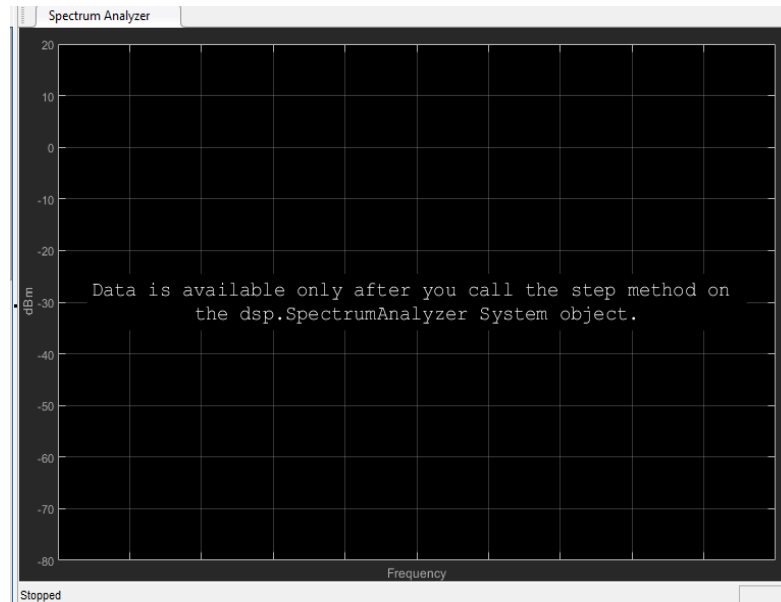 Spectrum Analyzer
20
10
0
-10
-20
dBm
-30
Data is available only after you call the step method on
the dsp.SpectrumAnalyzer System object.
-40
-50
-60
-70
-80
Frequency
Stopped